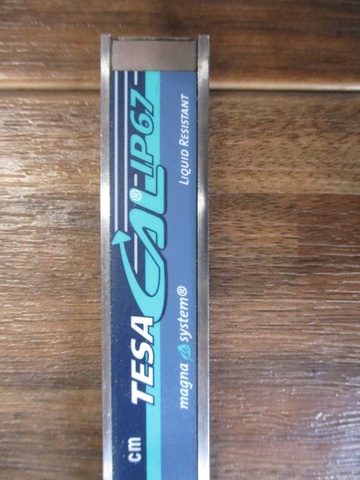 TESA CAL®-IP67
LIQUID RESISTANT
magna system®
cm